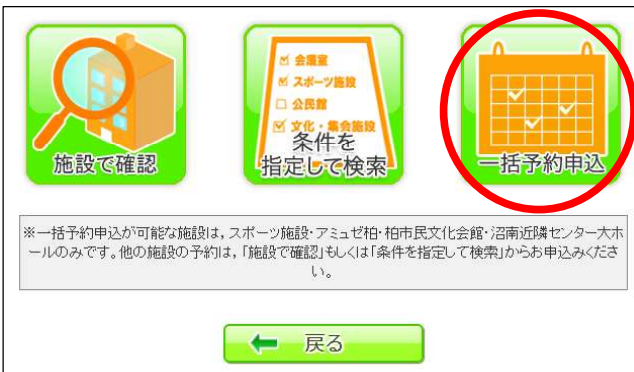 施設で確認
会議室
スポーツ施設
公民館
文化・集会施設
条件を
指定して検索
一括予約申込
※一括予約申込が可能な施設は，スポーツ施設・アミュゼ柏・柏市民文化会館・沼南近隣センター大ホ
ールのみです。他の施設の予約は，「施設で確認」もしくは「条件を指定して検索」からお申込みくださ
い。
戻る